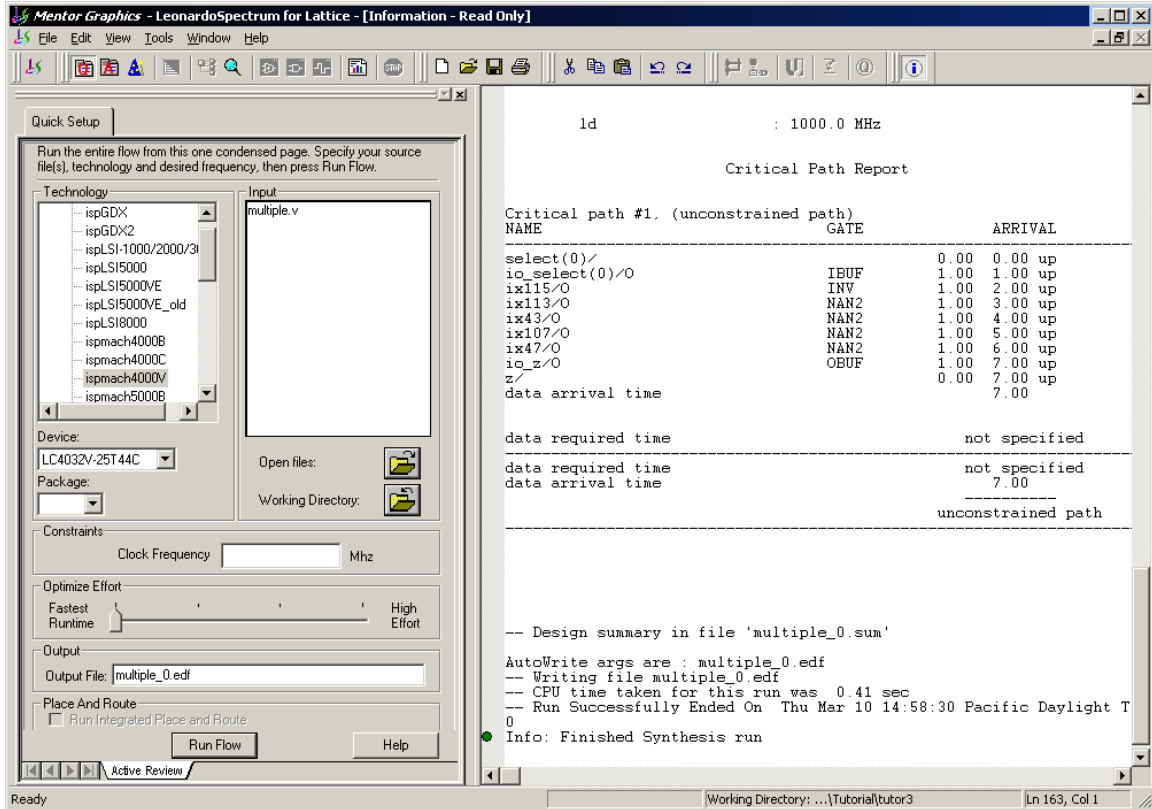 Mentor Graphics - LeonardoSpectrum for Lattice - [Information - Read Only]
File Edit View Tools Window Help
Quick Setup
Run the entire flow from this one condensed page. Specify your source
file(s), technology and desired frequency, then press Run Flow.
Technology
ispGDX
ispGDX2
ispLSI-1000/2000/30
ispLSI5000
ispLSI5000VE
ispLSI5000VE_old
ispLSI8000
ispmach4000B
ispmach4000C
ispmach4000V
ispmach5000B
Input
multiple.v
Device:
LC4032V-25T44C
Package:
Open files:
Working Directory:
Constraints
Clock Frequency Mhz
Optimize Effort
Fastest Runtime
High Effort
Output
Output File: multiple_0.edf
Place And Route
Run Integrated Place and Route
Run Flow Help
Active Review
ld : 1000.0 MHz
Critical Path Report
Critical path #1, (unconstrained path)
NAME GATE ARRIVAL
select(0)/ 0.00 0.00 up
io_select(0)/O IBUF 1.00 1.00 up
ix115/O INV 1.00 2.00 up
ix113/O NAN2 1.00 3.00 up
ix43/O NAN2 1.00 4.00 up
ix107/O NAN2 1.00 5.00 up
ix47/O NAN2 1.00 6.00 up
io_z/O OBUF 1.00 7.00 up
z/ 0.00 7.00 up
data arrival time 7.00
data required time not specified
data required time not specified
data arrival time 7.00
unconstrained path
-- Design summary in file 'multiple_0.sum'
AutoWrite args are : multiple_0.edf
-- Writing file multiple_0.edf
-- CPU time taken for this run was 0.41 sec
-- Run Successfully Ended On Thu Mar 10 14:58:30 Pacific Daylight T
0
Info: Finished Synthesis run
Ready
Working Directory: ...\Tutorial\tutor3
Ln 163, Col 1